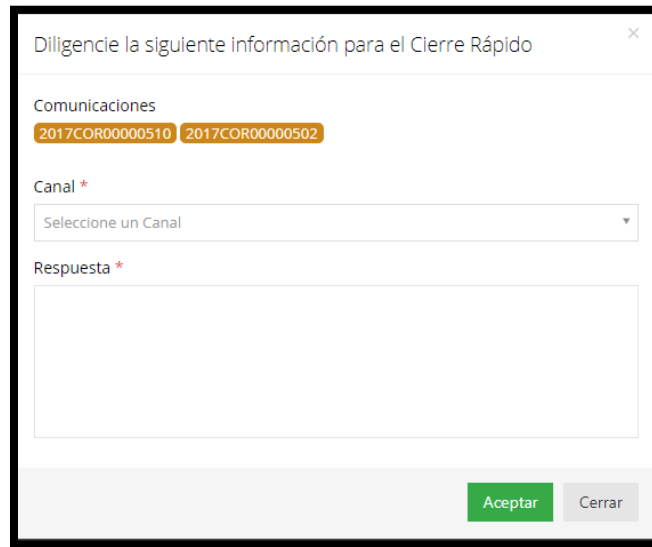 Diligencie la siguiente información para el Cierre Rápido ×
Comunicaciones
2017COR00000510 2017COR00000502
Canal *
Seleccione un Canal
Respuesta *
Aceptar Cerrar